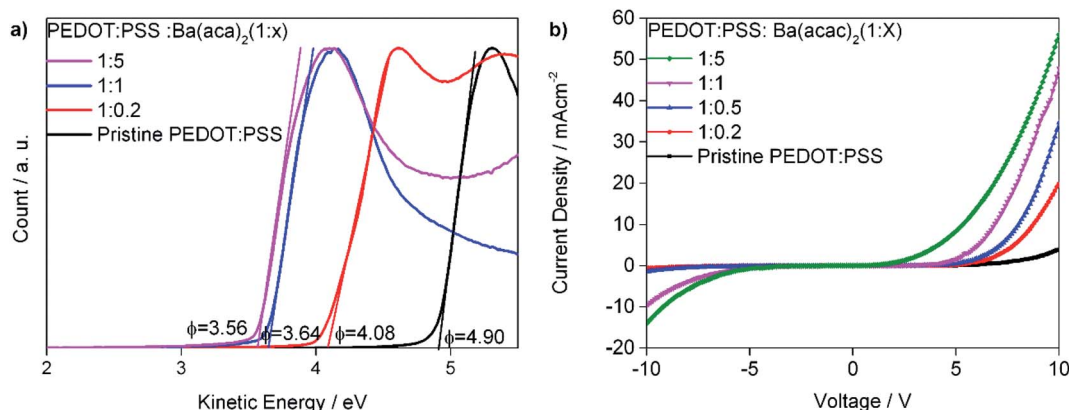 a)
PEDOT:PSS :Ba(aca)₂(1:x)
1:5
1:1
1:0.2
Pristine PEDOT:PSS
Count / a. u.
ϕ=3.56
ϕ=3.64
ϕ=4.08
ϕ=4.90
2 3 4 5
Kinetic Energy / eV
b)
PEDOT:PSS: Ba(acac)₂(1:X)
1:5
1:1
1:0.5
1:0.2
Pristine PEDOT:PSS
Current Density / mAcm⁻²
60
50
40
30
20
10
0
-10
-20
-10 -5 0 5 10
Voltage / V